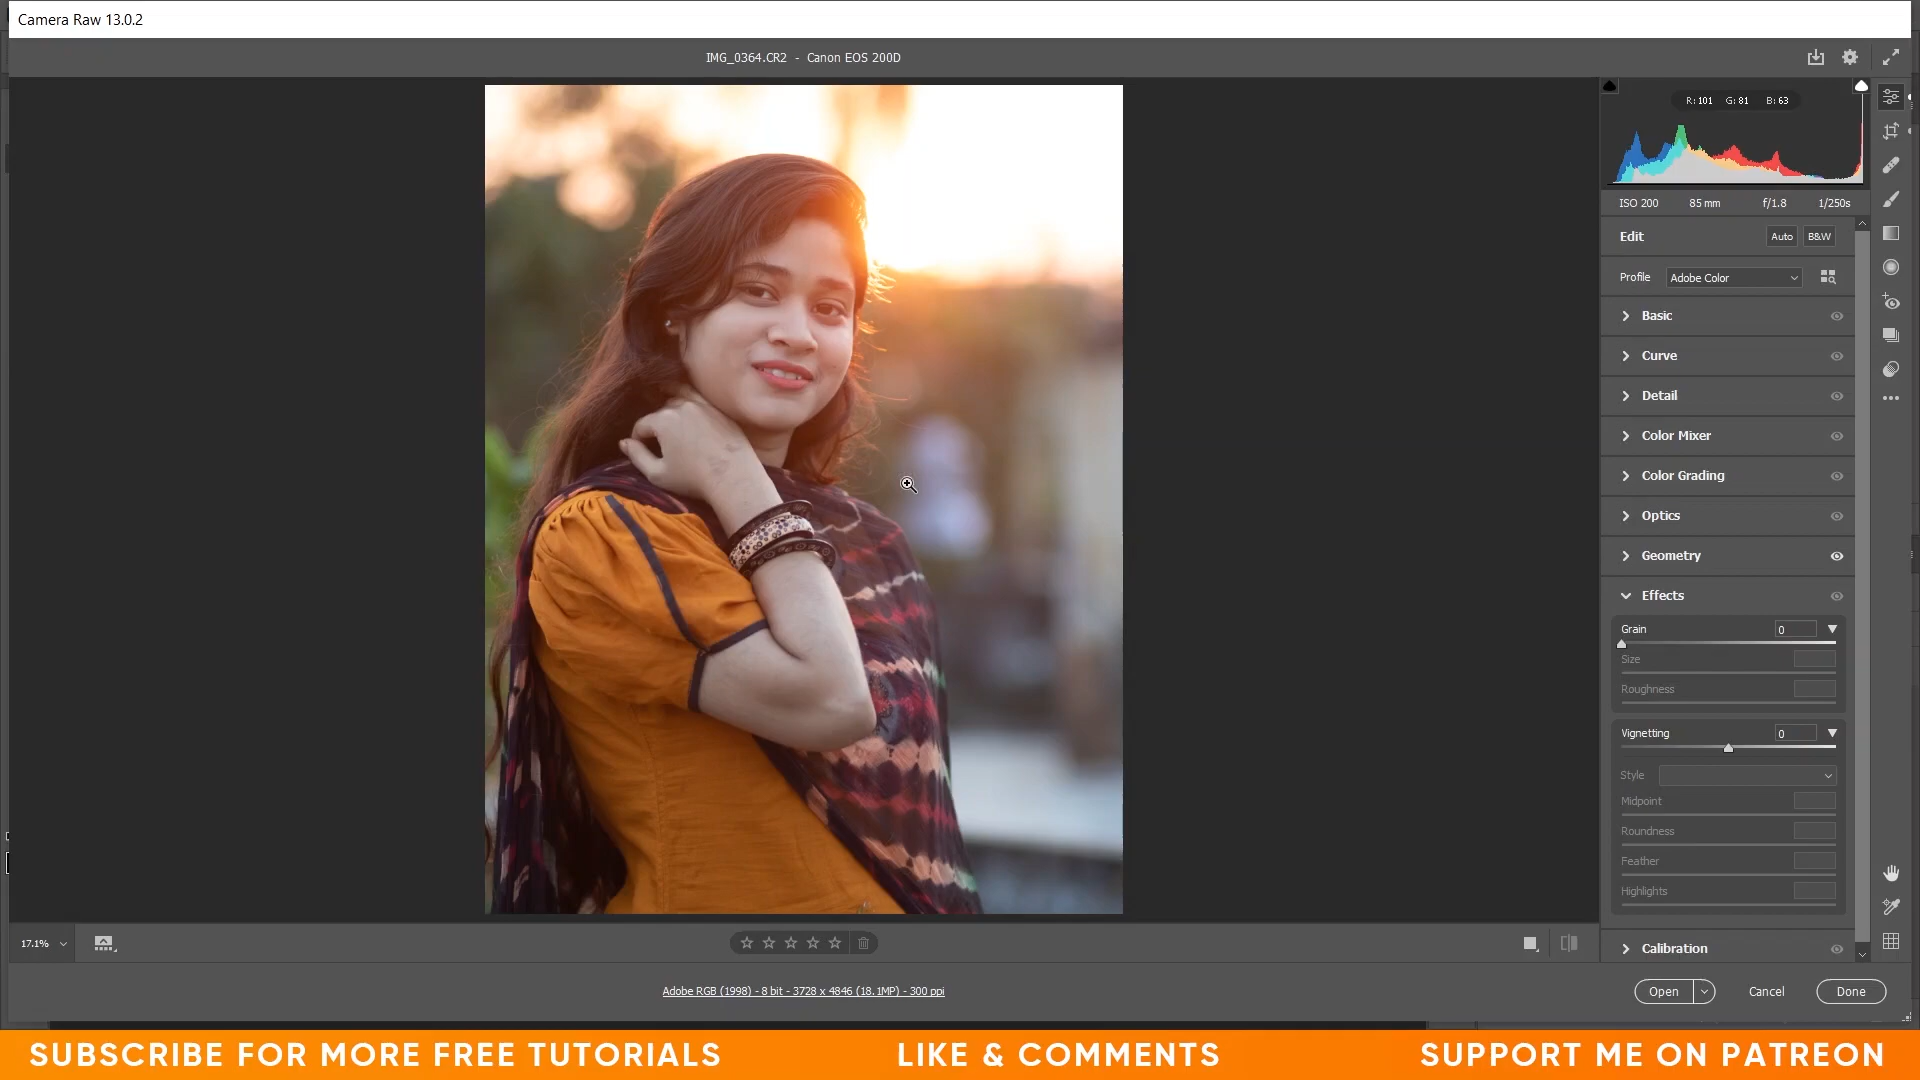 Camera Raw 13.0.2
IMG_0364.CR2 - Canon EOS 200D
R: 101 G: 81 B: 63
ISO 200 85 mm f/1.8 1/250s
Edit Auto B&W
Profile Adobe Color
Basic
Curve
Detail
Color Mixer
Color Grading
Optics
Geometry
Effects
Grain 0
Size
Roughness
Vignetting 0
Style
Midpoint
Roundness
Feather
Highlights
17.1%
Calibration
Adobe RGB (1998) - 8 bit - 3728 x 4846 (18.1MP) - 300 ppi
Open Cancel Done
SUBSCRIBE FOR MORE FREE TUTORIALS LIKE & COMMENTS SUPPORT ME ON PATREON